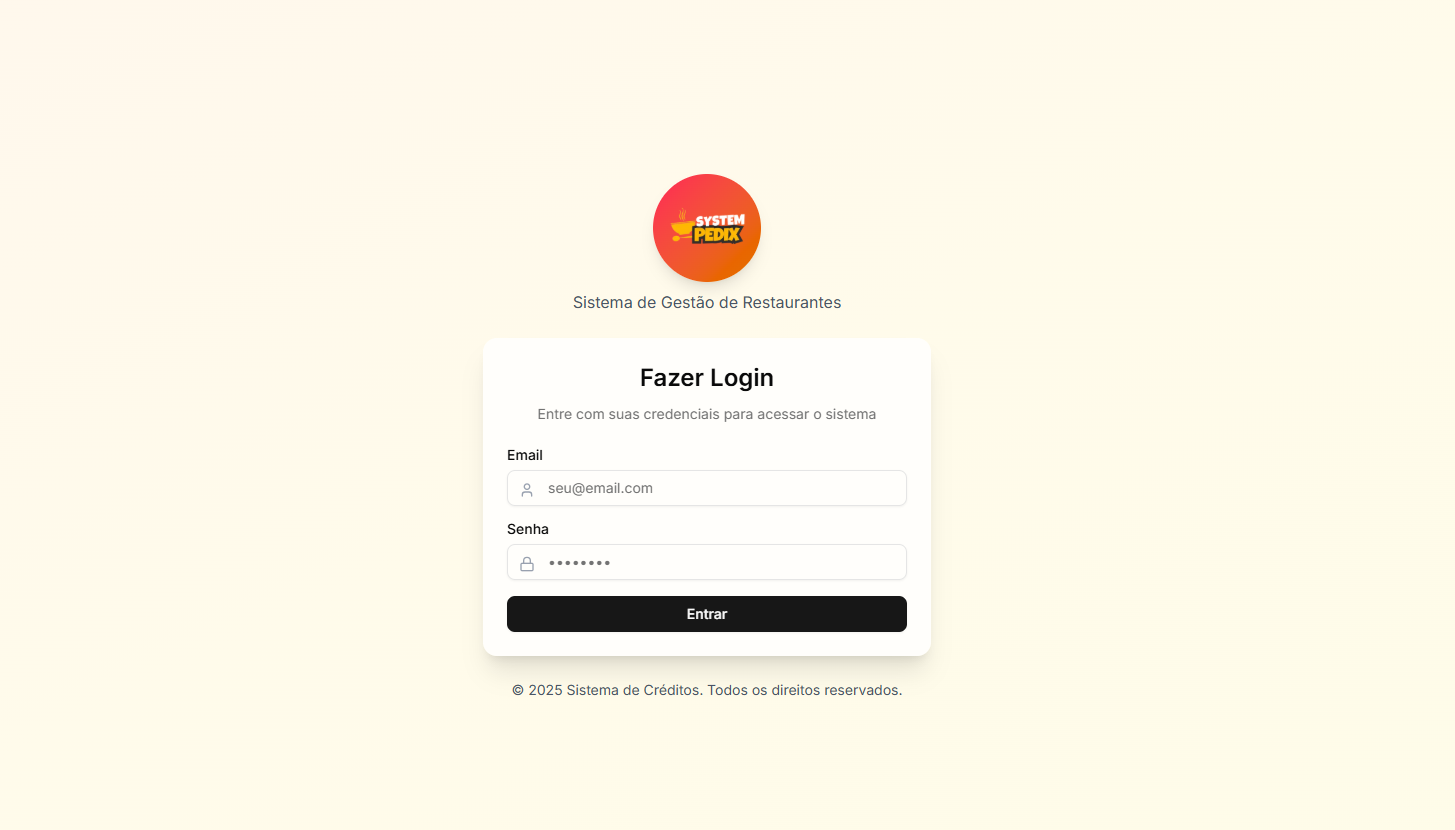 SYSTEM
PEDIX
Sistema de Gestão de Restaurantes
Fazer Login
Entre com suas credenciais para acessar o sistema
Email
seu@email.com
Senha
••••••••
Entrar
© 2025 Sistema de Créditos. Todos os direitos reservados.